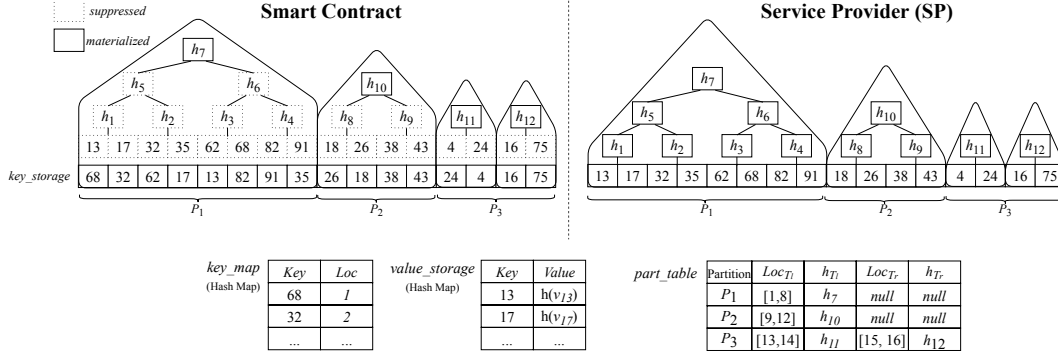 suppressed
materialized
Smart Contract
Service Provider (SP)
h7
h10
h5 h6
h11 h12
h1 h2 h3 h4 h8 h9
13 17 32 35 62 68 82 91 18 26 38 43 4 24 16 75
key_storage 68 32 62 17 13 82 91 35 26 18 38 43 24 4 16 75
P1 P2 P3
h7
h10
h5 h6
h1 h2 h3 h4 h8 h9 h11 h12
13 17 32 35 62 68 82 91 18 26 38 43 4 24 16 75
P1 P2 P3
key_map
(Hash Map)
Key Loc
68 1
32 2
... ...
value_storage
(Hash Map)
Key Value
13 h(v13)
17 h(v17)
... ...
part_table
Partition LocTl hTl LocTr hTr
P1 [1,8] h7 null null
P2 [9,12] h10 null null
P3 [13,14] h11 [15, 16] h12